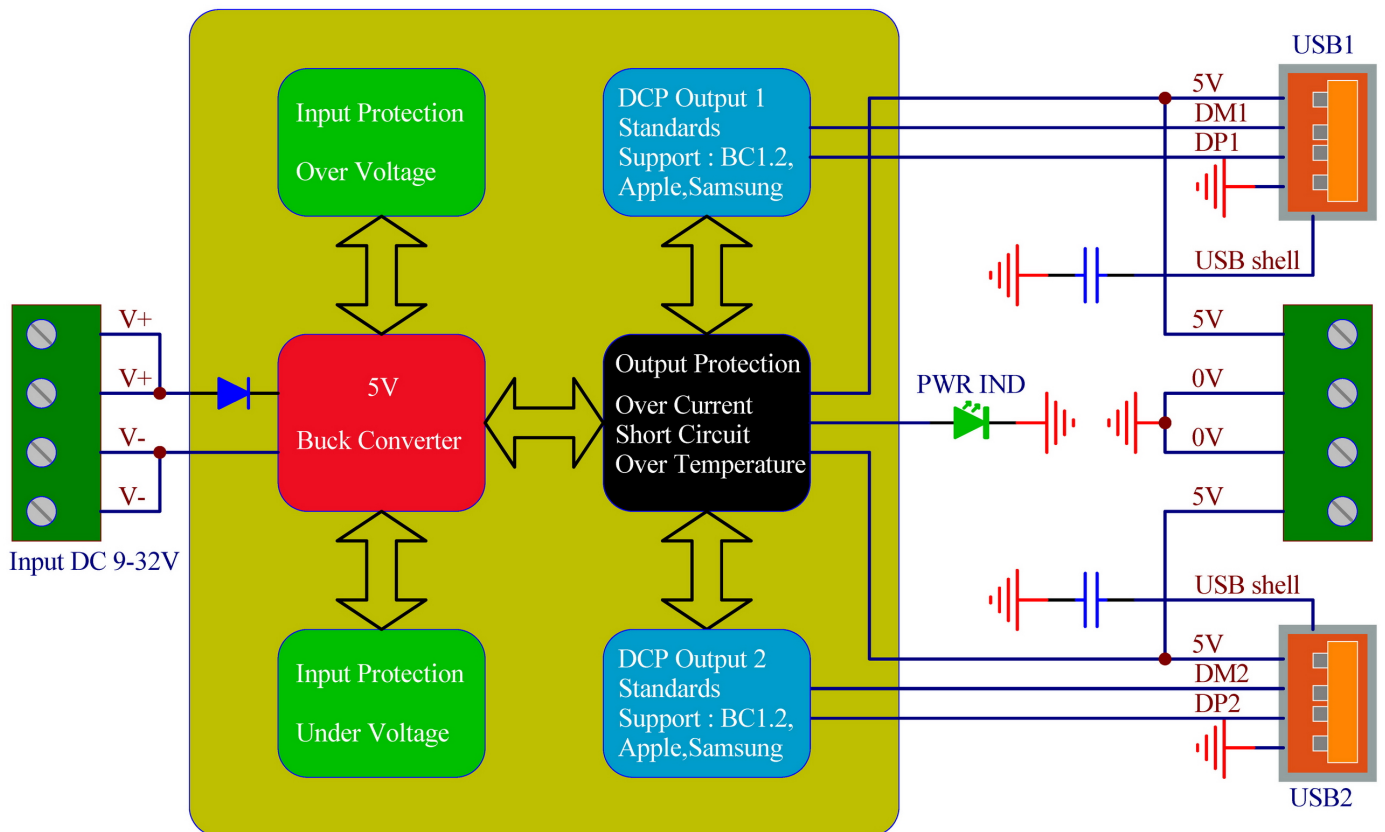 V+
V+
V-
V-
Input DC 9-32V
Input Protection
Over Voltage
5V
Buck Converter
Input Protection
Under Voltage
DCP Output 1
Standards
Support : BC1.2,
Apple,Samsung
Output Protection
Over Current
Short Circuit
Over Temperature
DCP Output 2
Standards
Support : BC1.2,
Apple,Samsung
PWR IND
USB1
5V
DM1
DP1
USB shell
5V
0V
0V
5V
USB shell
5V
DM2
DP2
USB2